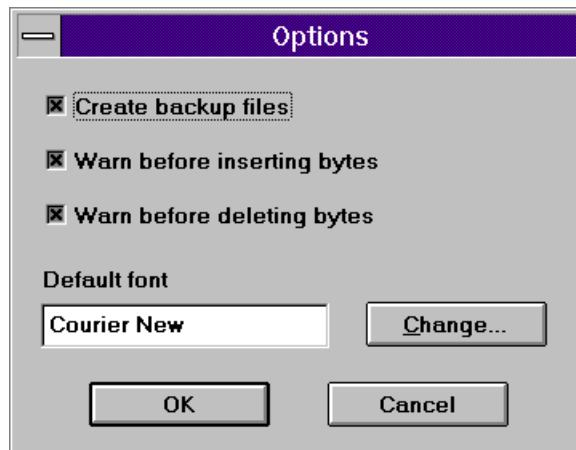 Options
Create backup files
Warn before inserting bytes
Warn before deleting bytes
Default font
Courier New
Change...
OK
Cancel